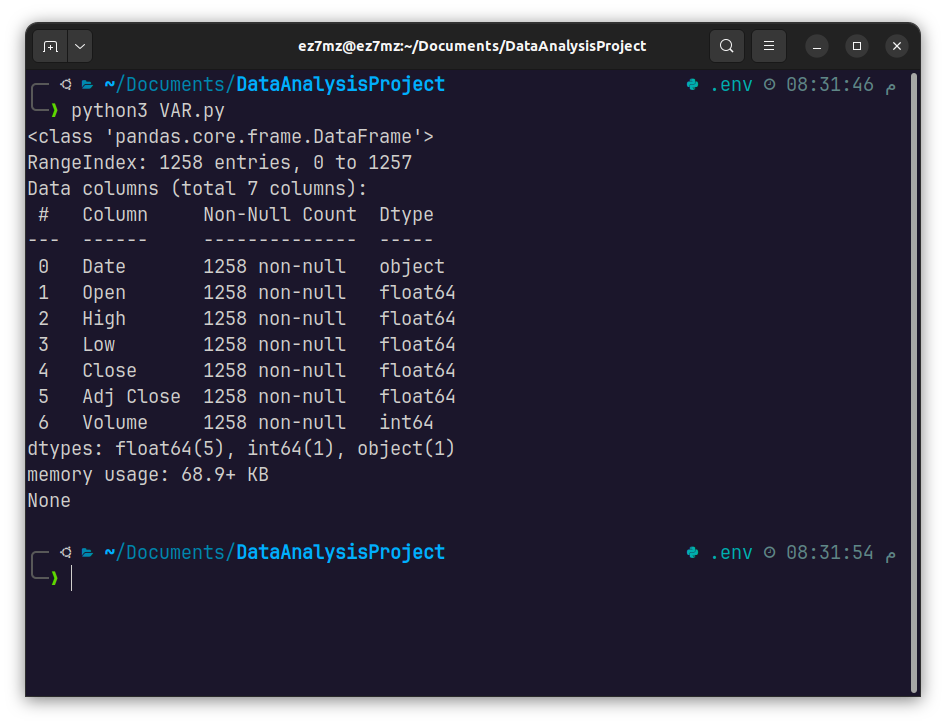 ez7mz@ez7mz:~/Documents/DataAnalysisProject
~/Documents/DataAnalysisProject .env 08:31:46 م
❯ python3 VAR.py
<class 'pandas.core.frame.DataFrame'>
RangeIndex: 1258 entries, 0 to 1257
Data columns (total 7 columns):
 #   Column     Non-Null Count  Dtype
---  ------     --------------  -----
 0   Date       1258 non-null   object
 1   Open       1258 non-null   float64
 2   High       1258 non-null   float64
 3   Low        1258 non-null   float64
 4   Close      1258 non-null   float64
 5   Adj Close  1258 non-null   float64
 6   Volume     1258 non-null   int64
dtypes: float64(5), int64(1), object(1)
memory usage: 68.9+ KB
None
~/Documents/DataAnalysisProject .env 08:31:54 م
❯